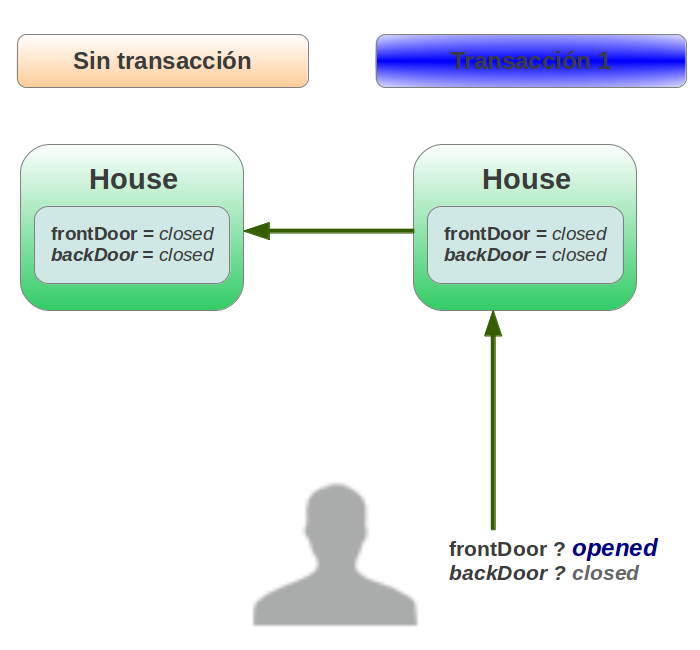 Sin transacción
Transacción 1
House
frontDoor = closed
backDoor = closed
House
frontDoor = closed
backDoor = closed
frontDoor ? opened
backDoor ? closed